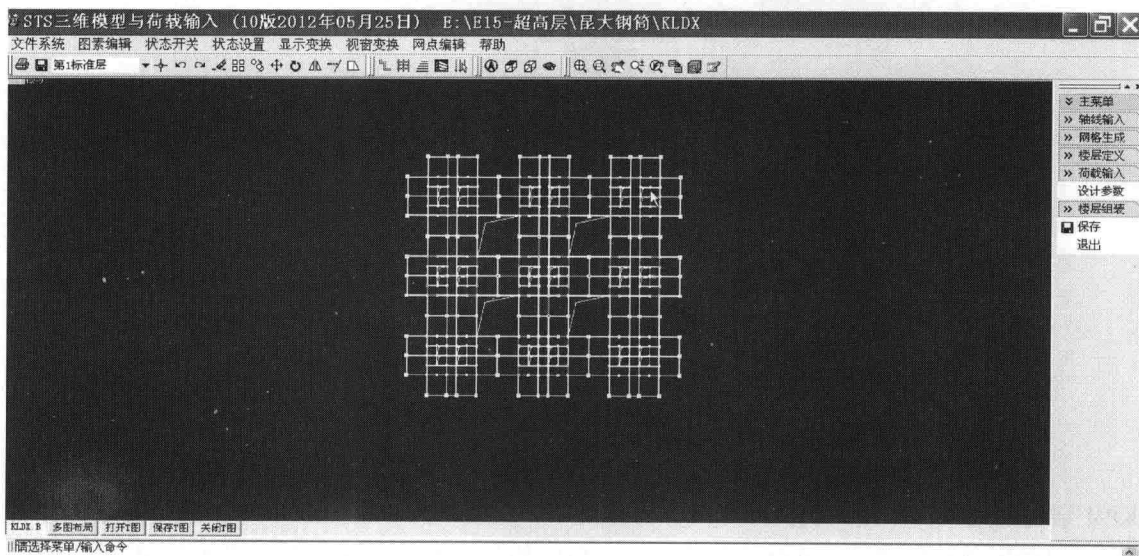 STS三维模型与荷载输入 (10版2012年05月25日) E:\E15-超高层\昆大钢筒\KLDX
文件系统 图素编辑 状态开关 状态设置 显示变换 视窗变换 网点编辑 帮助
第1标准层
主菜单
轴线输入
网格生成
楼层定义
荷载输入
设计参数
楼层组装
保存
退出
KLDX.B 多图布局 打开T图 保存T图 关闭T图
请选择菜单/输入命令